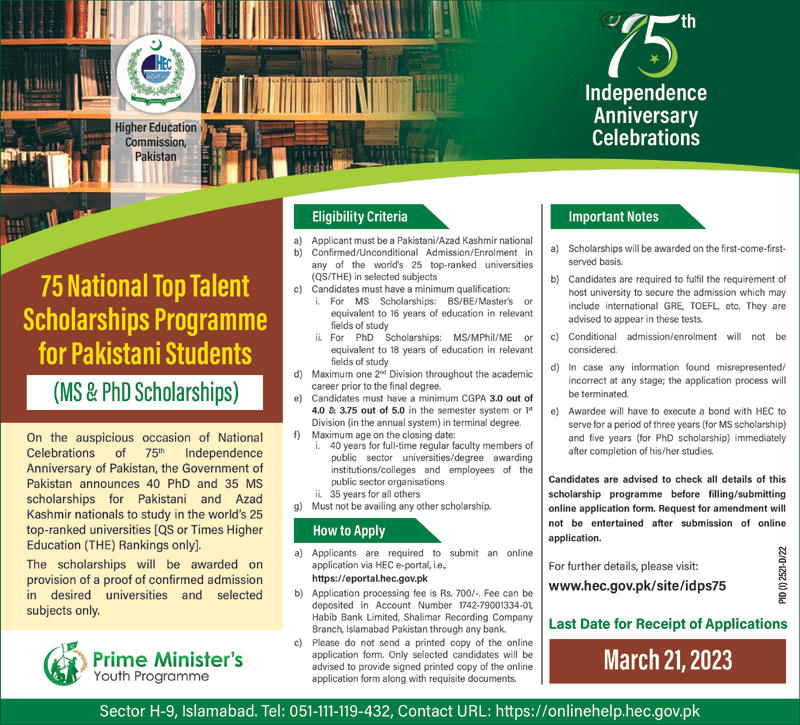 HEC
Higher Education
Commission,
Pakistan
75th
Independence
Anniversary
Celebrations
75 National Top Talent
Scholarships Programme
for Pakistani Students
(MS & PhD Scholarships)
On the auspicious occasion of National
Celebrations of 75th Independence
Anniversary of Pakistan, the Government of
Pakistan announces 40 PhD and 35 MS
scholarships for Pakistani and Azad
Kashmir nationals to study in the world's 25
top-ranked universities [QS or Times Higher
Education (THE) Rankings only].
The scholarships will be awarded on
provision of a proof of confirmed admission
in desired universities and selected
subjects only.
Prime Minister's
Youth Programme
Eligibility Criteria
a) Applicant must be a Pakistani/Azad Kashmir national
b) Confirmed/Unconditional Admission/Enrolment in
any of the world's 25 top-ranked universities
(QS/THE) in selected subjects
c) Candidates must have a minimum qualification:
i. For MS Scholarships: BS/BE/Master's or
equivalent to 16 years of education in relevant
fields of study
ii. For PhD Scholarships: MS/MPhil/ME or
equivalent to 18 years of education in relevant
fields of study
d) Maximum one 2nd Division throughout the academic
career prior to the final degree.
e) Candidates must have a minimum CGPA 3.0 out of
4.0 & 3.75 out of 5.0 in the semester system or 1st
Division (in the annual system) in terminal degree.
f) Maximum age on the closing date:
i. 40 years for full-time regular faculty members of
public sector universities/degree awarding
institutions/colleges and employees of the
public sector organisations
ii. 35 years for all others
g) Must not be availing any other scholarship.
How to Apply
a) Applicants are required to submit an online
application via HEC e-portal, i.e.,
https://eportal.hec.gov.pk
b) Application processing fee is Rs. 700/-. Fee can be
deposited in Account Number 1742-79001334-01,
Habib Bank Limited, Shalimar Recording Company
Branch, Islamabad Pakistan through any bank.
c) Please do not send a printed copy of the online
application form. Only selected candidates will be
advised to provide signed printed copy of the online
application form along with requisite documents.
Important Notes
a) Scholarships will be awarded on the first-come-first-
served basis.
b) Candidates are required to fulfil the requirement of
host university to secure the admission which may
include international GRE, TOEFL, etc. They are
advised to appear in these tests.
c) Conditional admission/enrolment will not be
considered.
d) In case any information found misrepresented/
incorrect at any stage; the application process will
be terminated.
e) Awardee will have to execute a bond with HEC to
serve for a period of three years (for MS scholarship)
and five years (for PhD scholarship) immediately
after completion of his/her studies.
Candidates are advised to check all details of this
scholarship programme before filling/submitting
online application form. Request for amendment will
not be entertained after submission of online
application.
For further details, please visit:
www.hec.gov.pk/site/idps75
PID (I) 2521-D/22
Last Date for Receipt of Applications
March 21, 2023
Sector H-9, Islamabad. Tel: 051-111-119-432, Contact URL: https://onlinehelp.hec.gov.pk